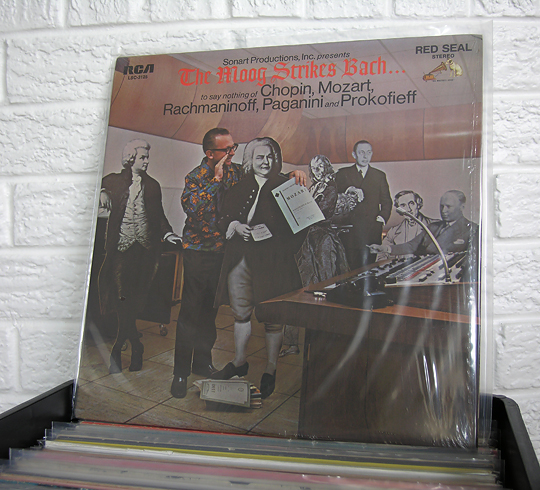 Sonart Productions, Inc. presents
RCA
RED SEAL
STEREO
The Moog Strikes Bach...
to say nothing of Chopin, Mozart,
Rachmaninoff, Paganini and Prokofieff
MOZART